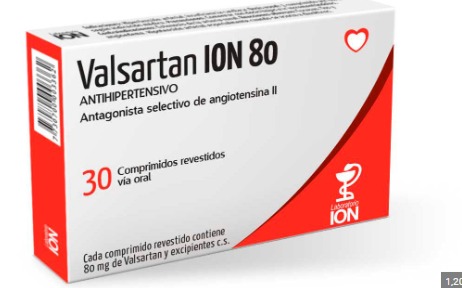 Valsartan ION 80
ANTIHIPERTENSIVO
Antagonista selectivo de angiotensina II
30 Comprimidos revestidos
vía oral
Laboratorio
ION
ION
Cada comprimido revestido contiene
80 mg de Valsartan y excipientes c.s.
1,20